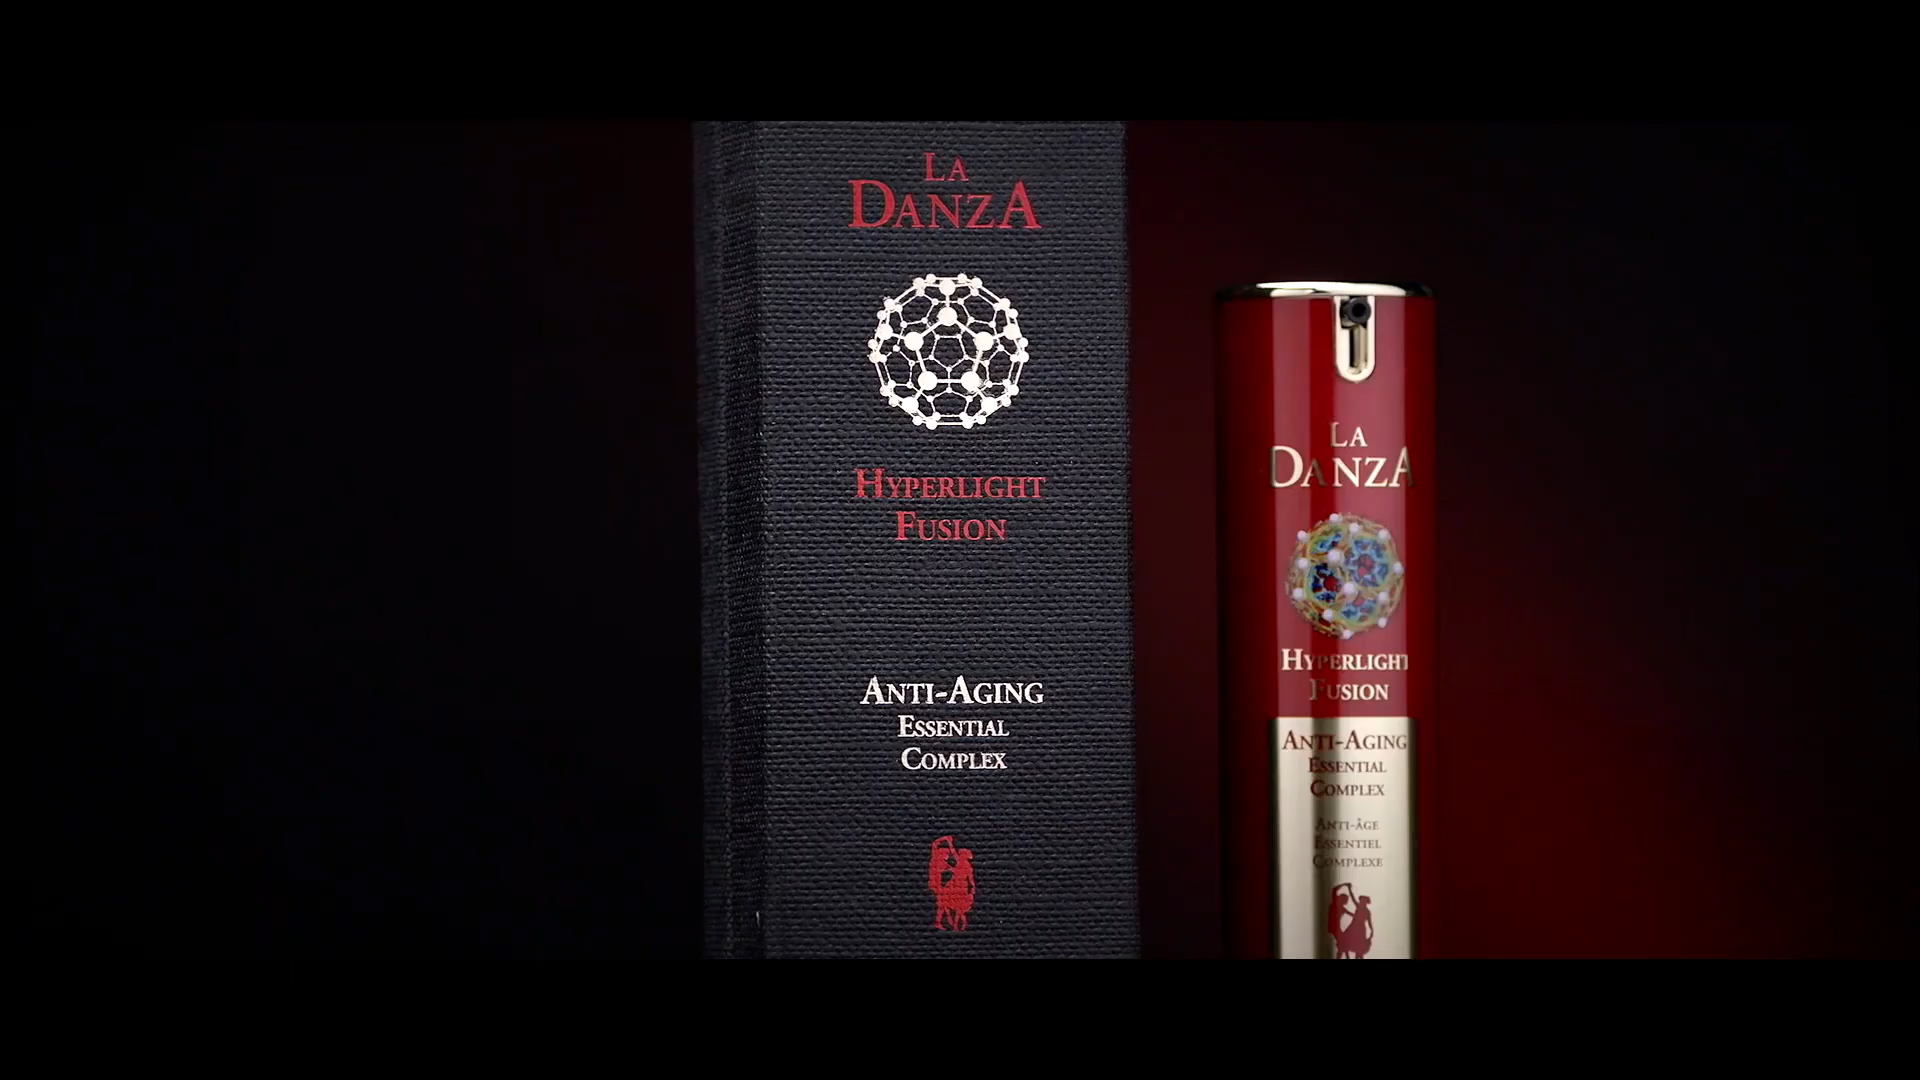 LA
DANZA
HYPERLIGHT
FUSION
ANTI-AGING
ESSENTIAL
COMPLEX
LA
DANZA
HYPERLIGHT
FUSION
ANTI-AGING
ESSENTIAL
COMPLEX
ANTI-ÂGE
ESSENTIEL
COMPLEXE